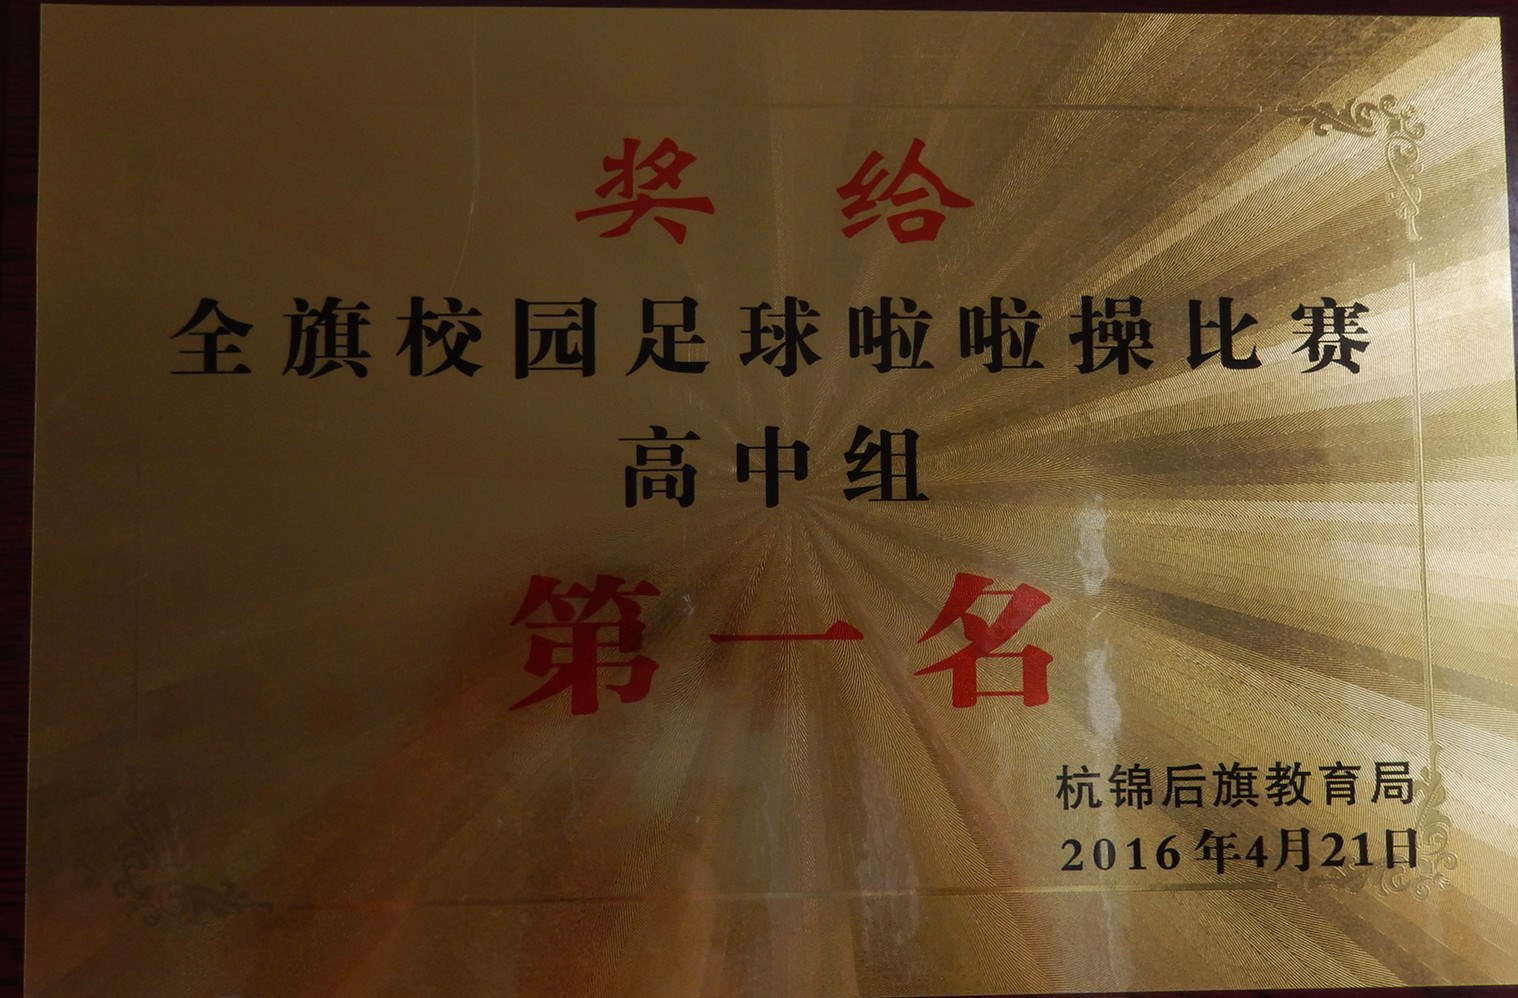 奖给
全旗校园足球啦啦操比赛
高中组
第一名
杭锦后旗教育局
2016年4月21日